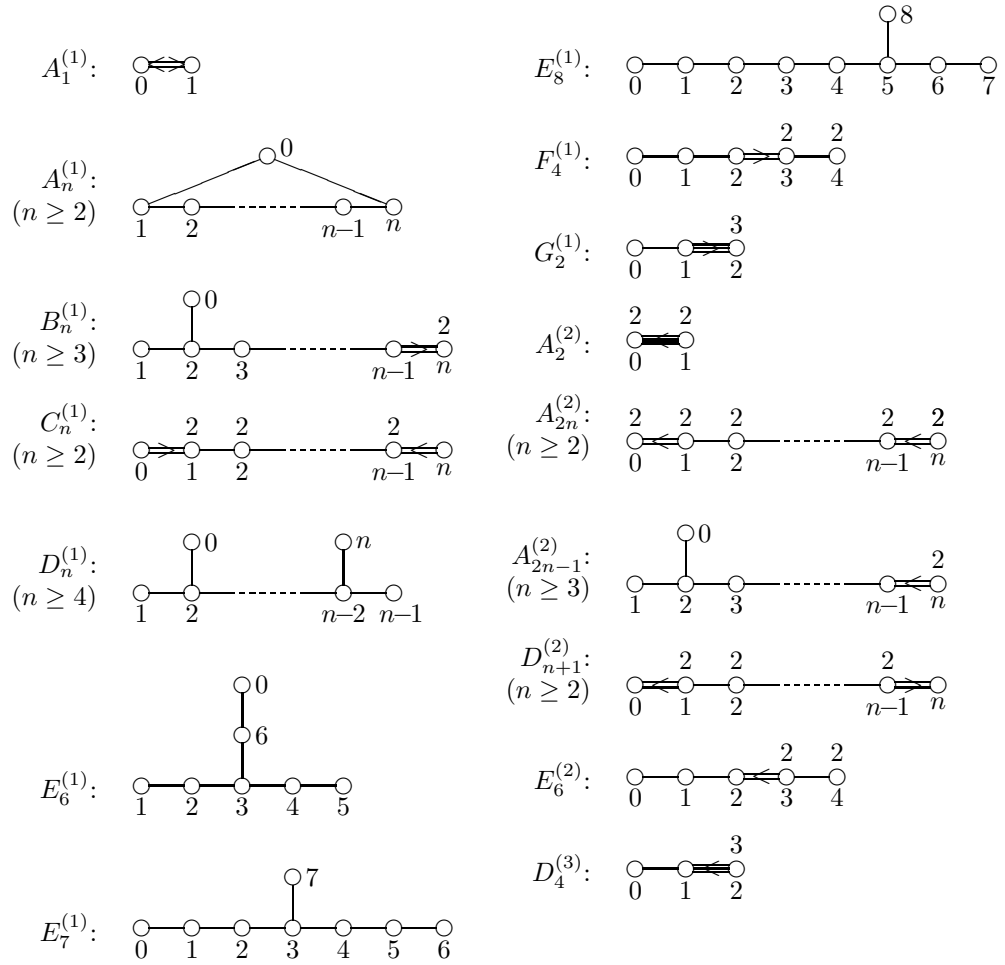 A_1^{(1)}:
0 1
A_n^{(1)}:
(n ≥ 2)
0
1 2 n−1 n
B_n^{(1)}:
(n ≥ 3)
0
2
1 2 3 n−1 n
C_n^{(1)}:
(n ≥ 2)
2 2 2
0 1 2 n−1 n
D_n^{(1)}:
(n ≥ 4)
0 n
1 2 n−2 n−1
0
6
E_6^{(1)}:
1 2 3 4 5
7
E_7^{(1)}:
0 1 2 3 4 5 6
8
E_8^{(1)}:
0 1 2 3 4 5 6 7
2 2
F_4^{(1)}:
0 1 2 3 4
3
G_2^{(1)}:
0 1 2
2 2
A_2^{(2)}:
0 1
A_{2n}^{(2)}:
(n ≥ 2)
2 2 2 2 2
0 1 2 n−1 n
A_{2n−1}^{(2)}:
(n ≥ 3)
0
2
1 2 3 n−1 n
D_{n+1}^{(2)}:
(n ≥ 2)
2 2 2
0 1 2 n−1 n
2 2
E_6^{(2)}:
0 1 2 3 4
3
D_4^{(3)}:
0 1 2